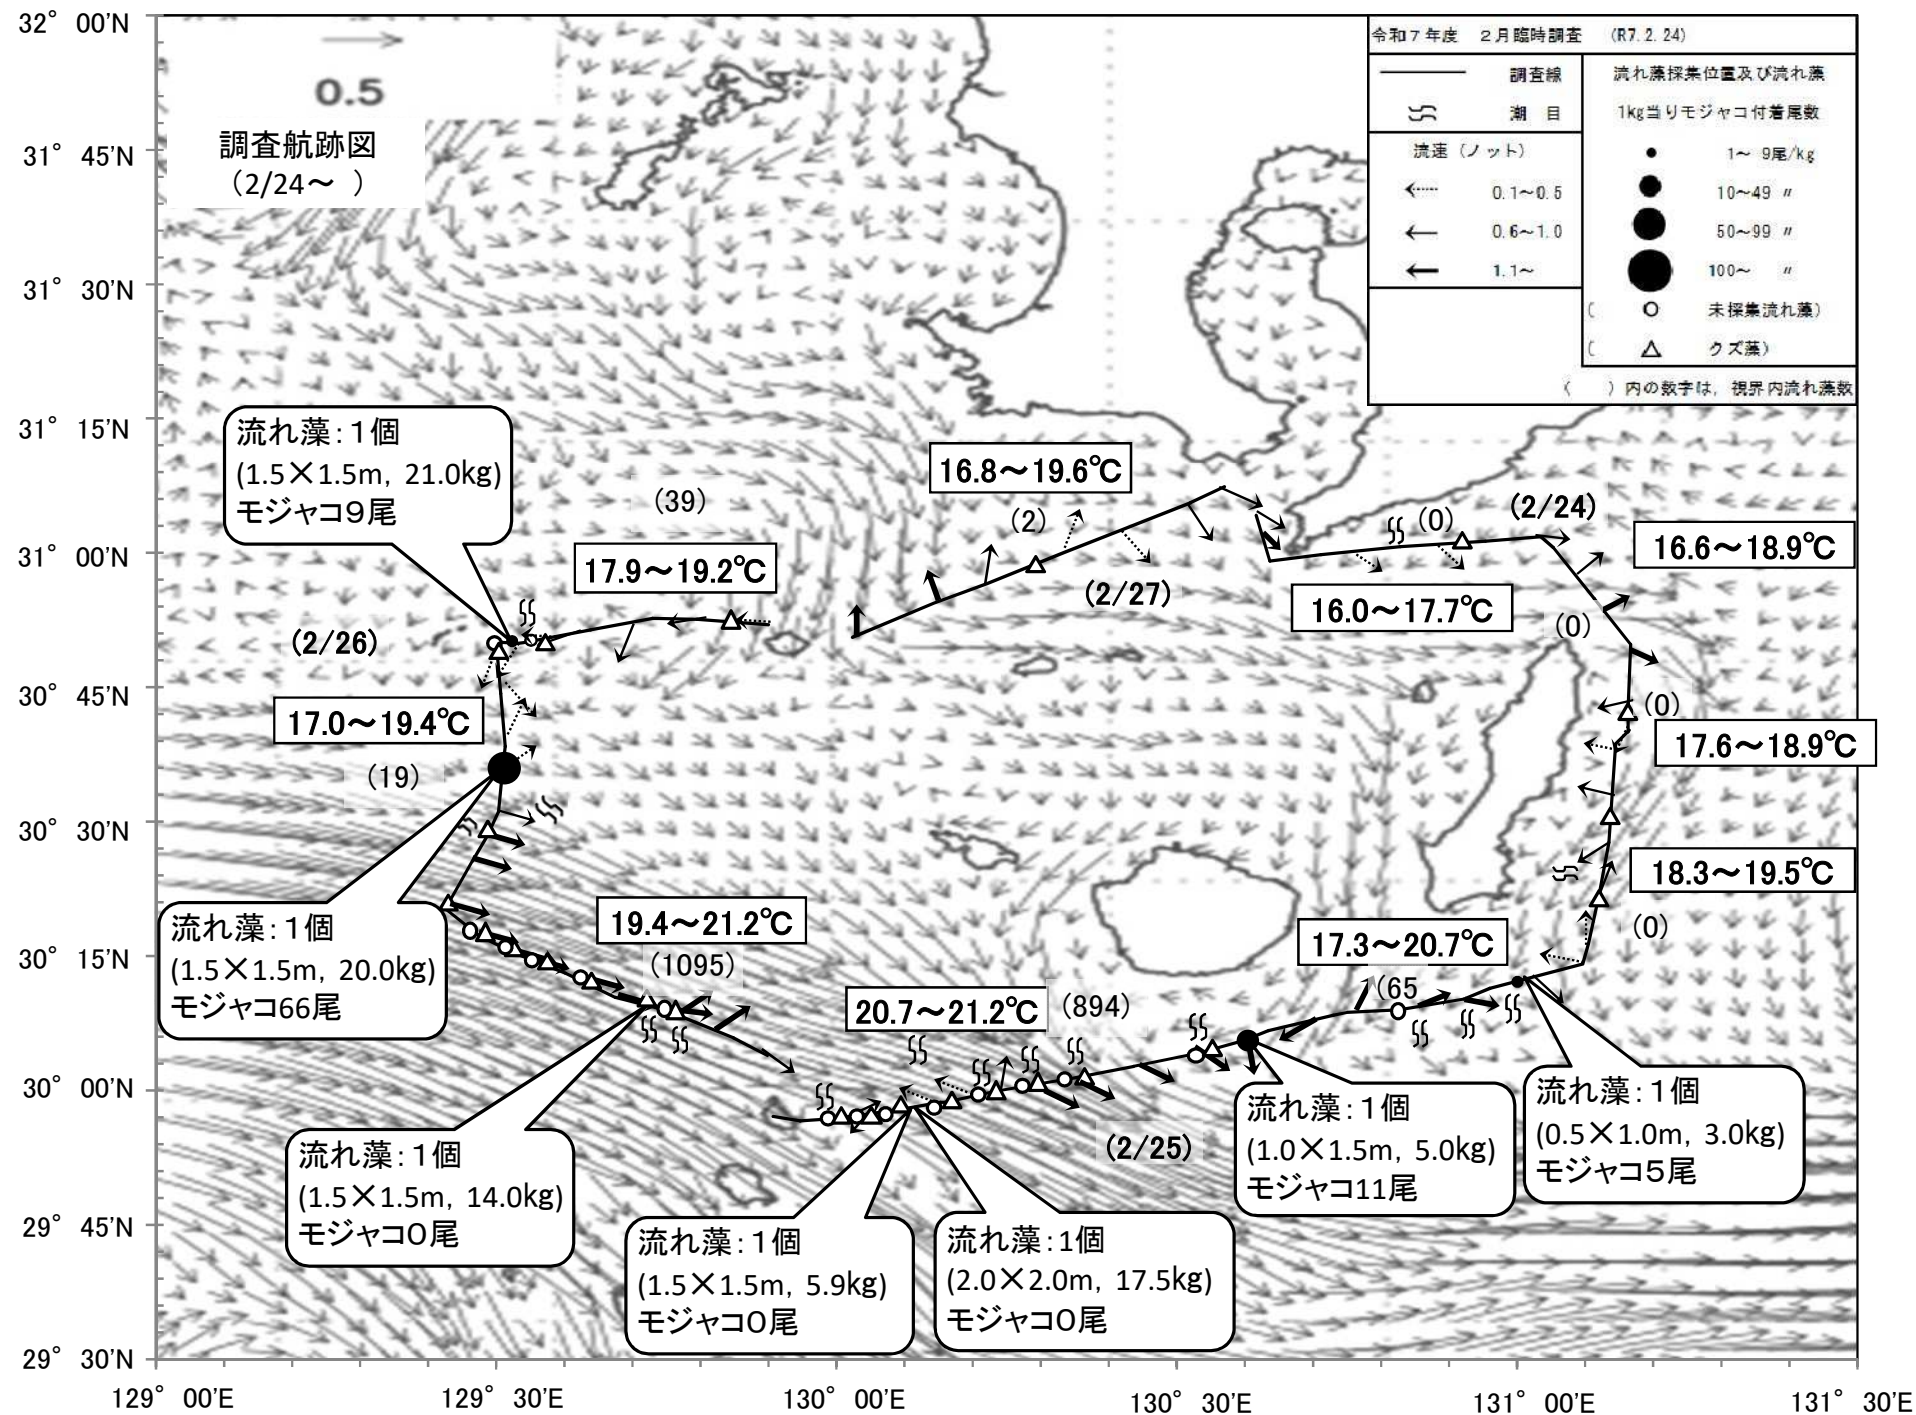 32° 00'N
0.5
調査航跡図
(2/24～ )
31° 45'N
31° 30'N
31° 15'N
31° 00'N
30° 45'N
30° 30'N
30° 15'N
30° 00'N
29° 45'N
29° 30'N
129° 00'E
129° 30'E
130° 00'E
130° 30'E
131° 00'E
131° 30'E
令和7年度 2月臨時調査 (R7.2.24)
調査線
潮 目
流速（ノット）
0.1～0.5
0.6～1.0
1.1～
流れ藻採集位置及び流れ藻
1kg当りモジャコ付着尾数
1～ 9尾/kg
10～49 〃
50～99 〃
100～ 〃
( 未採集流れ藻)
( クズ藻)
( )内の数字は，視界内流れ藻数
流れ藻：１個
(1.5×1.5m, 21.0kg)
モジャコ９尾
(39)
17.9～19.2℃
(2/26)
17.0～19.4℃
(19)
流れ藻：１個
(1.5×1.5m, 20.0kg)
モジャコ66尾
16.8～19.6℃
(2)
(2/27)
(0)
(2/24)
16.0～17.7℃
16.6～18.9℃
(0)
(0)
17.6～18.9℃
18.3～19.5℃
(0)
17.3～20.7℃
(65
19.4～21.2℃
(1095)
20.7～21.2℃
(894)
(2/25)
流れ藻：１個
(1.5×1.5m, 14.0kg)
モジャコ０尾
流れ藻：１個
(1.5×1.5m, 5.9kg)
モジャコ０尾
流れ藻：1個
(2.0×2.0m, 17.5kg)
モジャコ０尾
流れ藻：１個
(1.0×1.5m, 5.0kg)
モジャコ11尾
流れ藻：１個
(0.5×1.0m, 3.0kg)
モジャコ５尾